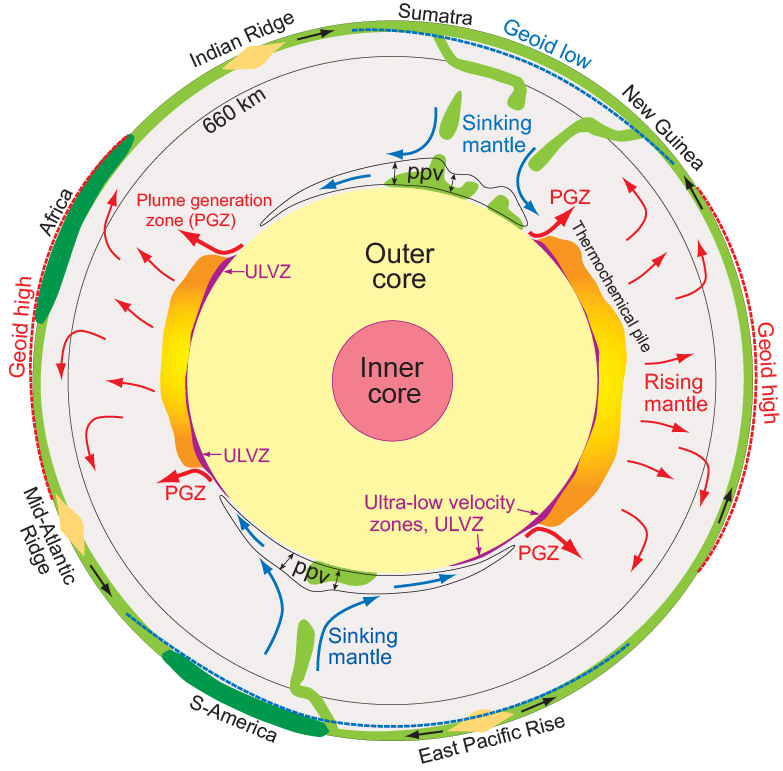 Sumatra
Indian Ridge
Geoid low
660 km
New Guinea
Sinking
mantle
ppv
Africa
Plume generation
zone (PGZ)
PGZ
Thermochemical pile
Outer
core
ULVZ
Geoid high
Geoid high
Inner
core
Rising
mantle
ULVZ
PGZ
Ultra-low velocity
zones, ULVZ
PGZ
Mid-Atlantic
Ridge
ppv
Sinking
mantle
S-America
East Pacific Rise